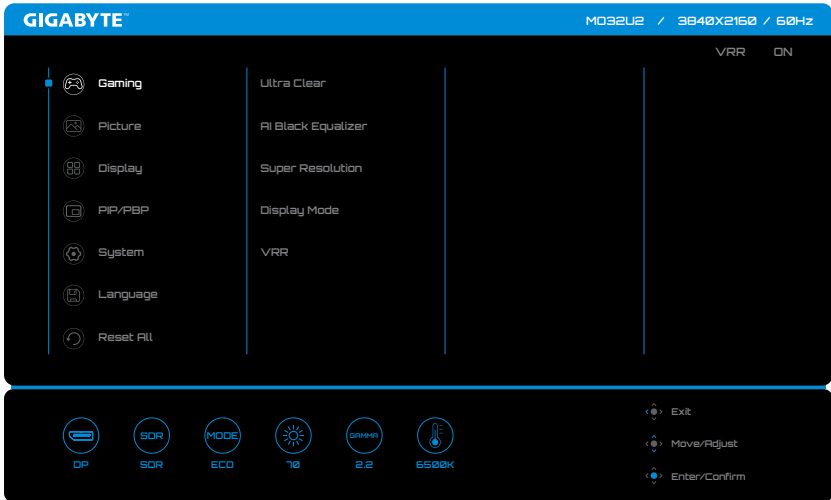 GIGABYTE™ MO32U2 / 3840X2160 / 60Hz
VRR ON
Gaming Ultra Clear
Picture AI Black Equalizer
Display Super Resolution
PIP/PBP Display Mode
System VRR
Language
Reset All
Exit
SDR MODE GAMMA
Move/Adjust
DP SDR ECO 70 2.2 6500K
Enter/Confirm